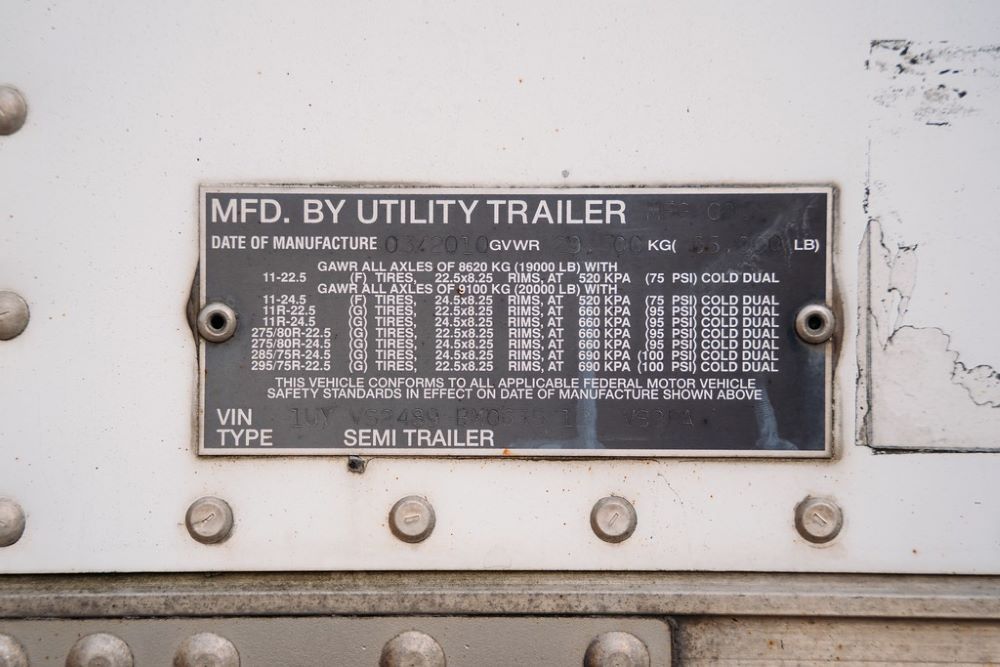 MFD. BY UTILITY TRAILER MFG. CO.
DATE OF MANUFACTURE 03/2010 GVWR KG( LB)
GAWR ALL AXLES OF 8620 KG (19000 LB) WITH
11-22.5 (F) TIRES, 22.5x8.25 RIMS, AT 520 KPA (75 PSI) COLD DUAL
GAWR ALL AXLES OF 9100 KG (20000 LB) WITH
11-24.5 (F) TIRES, 24.5x8.25 RIMS, AT 520 KPA (75 PSI) COLD DUAL
11R-22.5 (G) TIRES, 22.5x8.25 RIMS, AT 660 KPA (95 PSI) COLD DUAL
11R-24.5 (G) TIRES, 24.5x8.25 RIMS, AT 660 KPA (95 PSI) COLD DUAL
275/80R-22.5 (G) TIRES, 22.5x8.25 RIMS, AT 660 KPA (95 PSI) COLD DUAL
275/80R-24.5 (G) TIRES, 24.5x8.25 RIMS, AT 660 KPA (95 PSI) COLD DUAL
285/75R-24.5 (G) TIRES, 24.5x8.25 RIMS, AT 690 KPA (100 PSI) COLD DUAL
295/75R-22.5 (G) TIRES, 22.5x8.25 RIMS, AT 690 KPA (100 PSI) COLD DUAL
THIS VEHICLE CONFORMS TO ALL APPLICABLE FEDERAL MOTOR VEHICLE
SAFETY STANDARDS IN EFFECT ON DATE OF MANUFACTURE SHOWN ABOVE
VIN 1UY VS2489
TYPE SEMI TRAILER